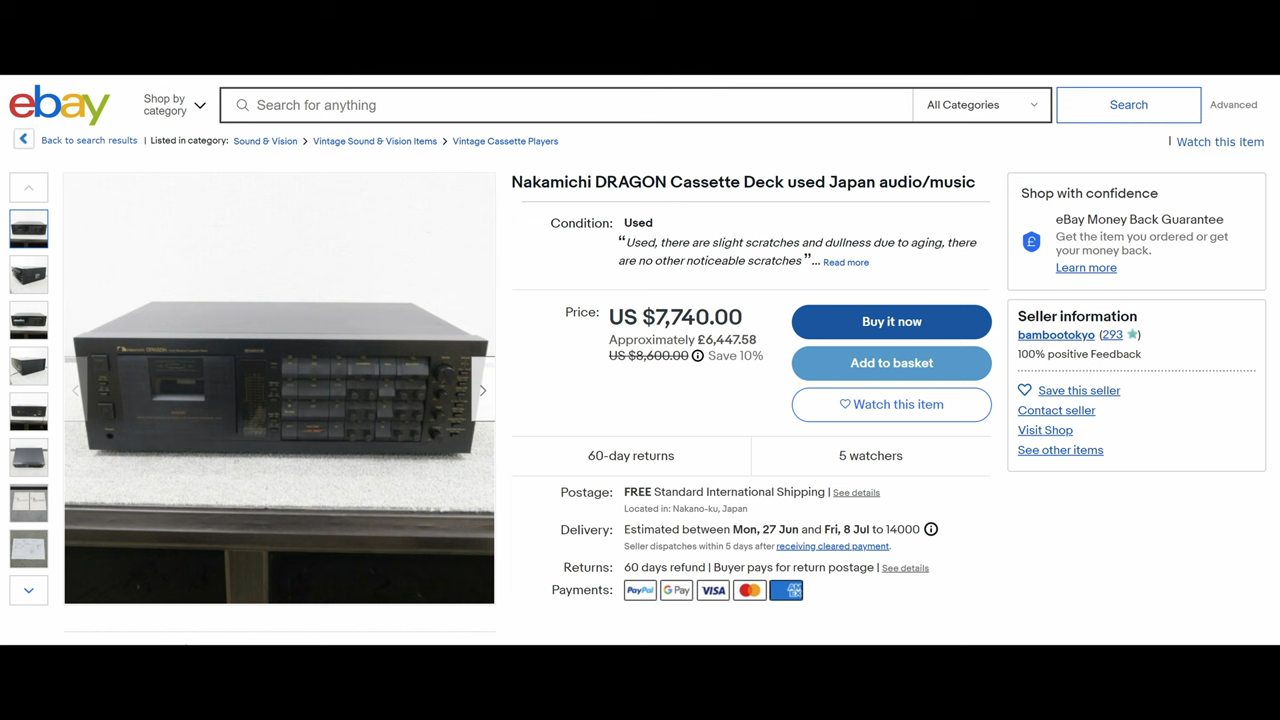 ebay
Shop by
category
Search for anything
All Categories
Search
Advanced
Back to search results | Listed in category: Sound & Vision > Vintage Sound & Vision Items > Vintage Cassette Players
| Watch this item
Nakamichi DRAGON Cassette Deck used Japan audio/music
Condition: Used
“Used, there are slight scratches and dullness due to aging, there
are no other noticeable scratches ”... Read more
Price: US $7,740.00
Approximately £6,447.58
US $8,600.00 Save 10%
Buy it now
Add to basket
Watch this item
60-day returns
5 watchers
Postage: FREE Standard International Shipping | See details
Located in: Nakano-ku, Japan
Delivery: Estimated between Mon, 27 Jun and Fri, 8 Jul to 14000
Seller dispatches within 5 days after receiving cleared payment.
Returns: 60 days refund | Buyer pays for return postage | See details
Payments: PayPal G Pay VISA AM EX
Shop with confidence
eBay Money Back Guarantee
Get the item you ordered or get
your money back.
Learn more
Seller information
bambootokyo (293 )
100% positive Feedback
Save this seller
Contact seller
Visit Shop
See other items
Nakamichi DRAGON